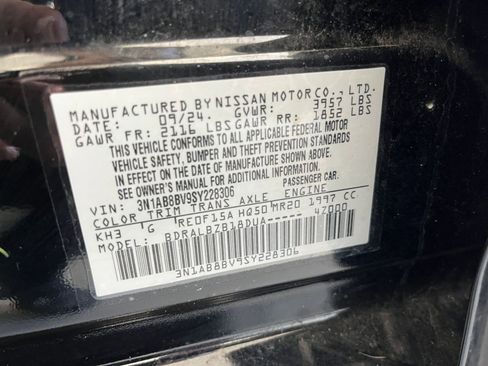 MANUFACTURED BY NISSAN MOTOR CO., LTD.
DATE: 09/24 GVWR: 3957 LBS
GAWR FR: 2116 LBS GAWR RR: 1852 LBS
THIS VEHICLE CONFORMS TO ALL APPLICABLE FEDERAL MOTOR
VEHICLE SAFETY, BUMPER AND THEFT PREVENTION STANDARDS
IN EFFECT ON THE DATE OF MANUFACTURE SHOWN ABOVE.
SEE OWNER'S MANUAL FOR ADDITIONAL INFORMATION.
VIN: 3N1AB8BV9SY228306 PASSENGER CAR.
COLOR TRIM TRANS AXLE ENGINE
KH3 G RE0F15A HQ50 MR20 1997 CC
MODEL: BDRALBZB18DUA---- 4Z000
3N1AB8BV9SY228306